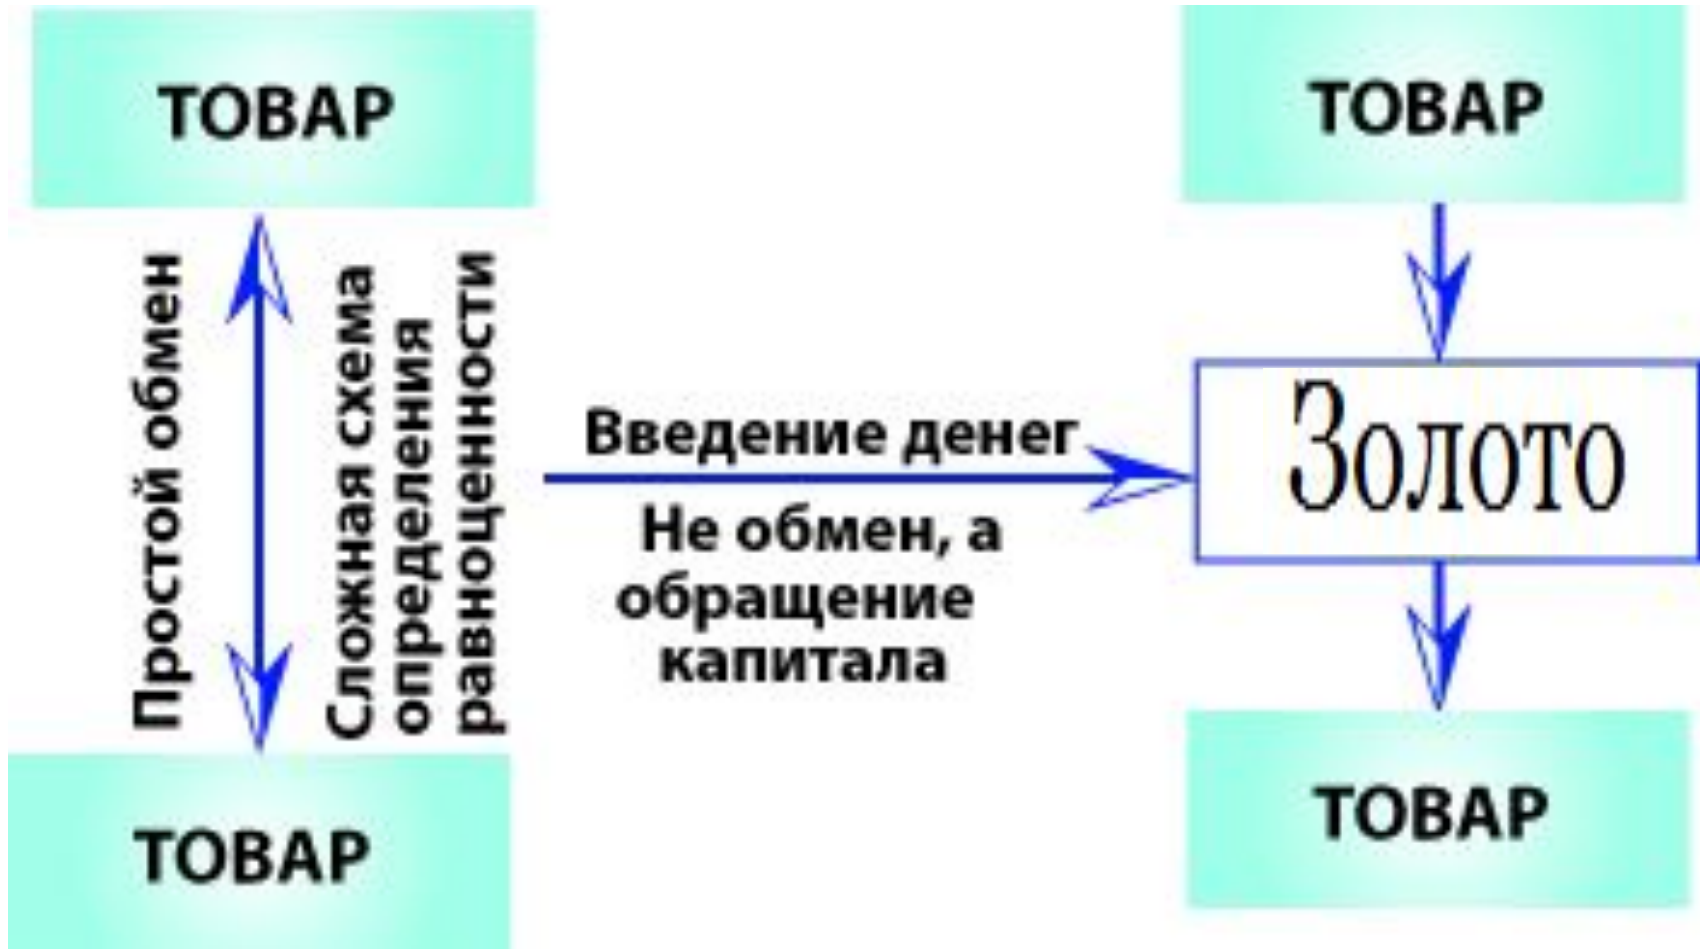 ТОВАР
Простой обмен
Сложная схема
определения
равноценности
ТОВАР
Введение денег
Не обмен, а
обращение
капитала
ТОВАР
Золото
ТОВАР